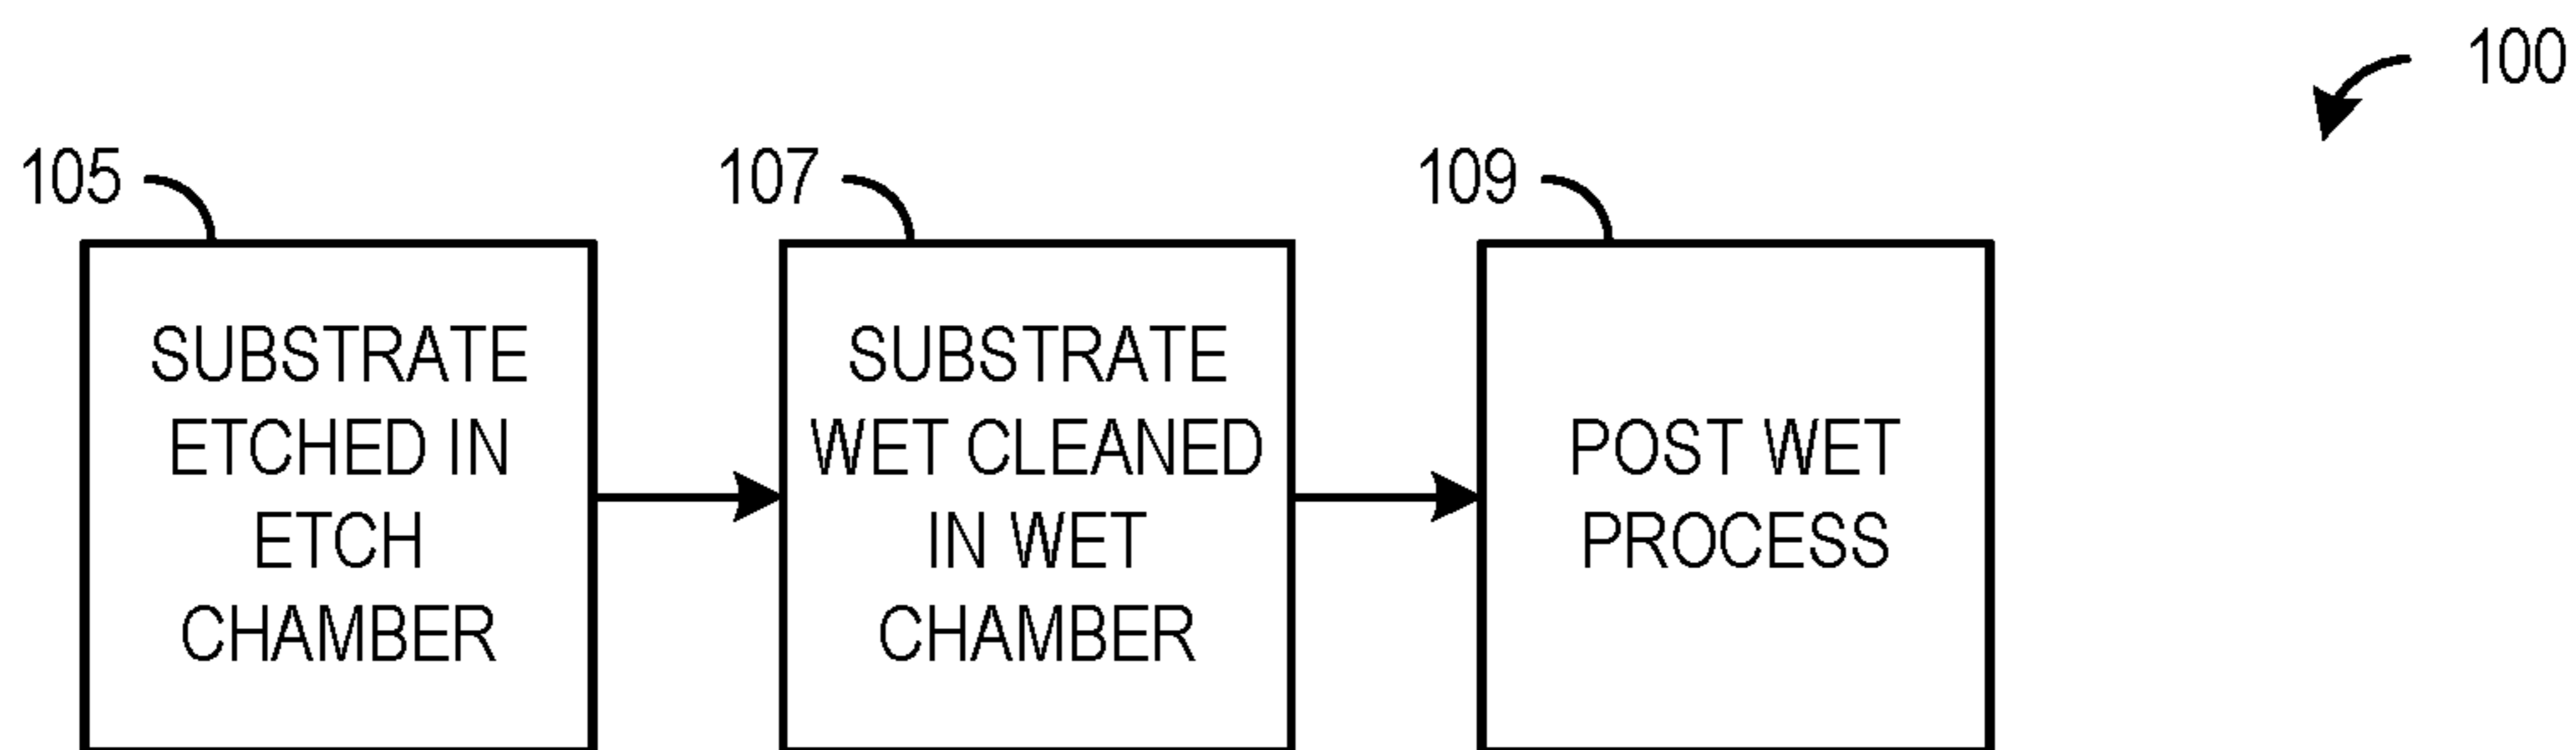 100
105
107
109
SUBSTRATE
ETCHED IN
ETCH
CHAMBER
SUBSTRATE
WET CLEANED
IN WET
CHAMBER
POST WET
PROCESS